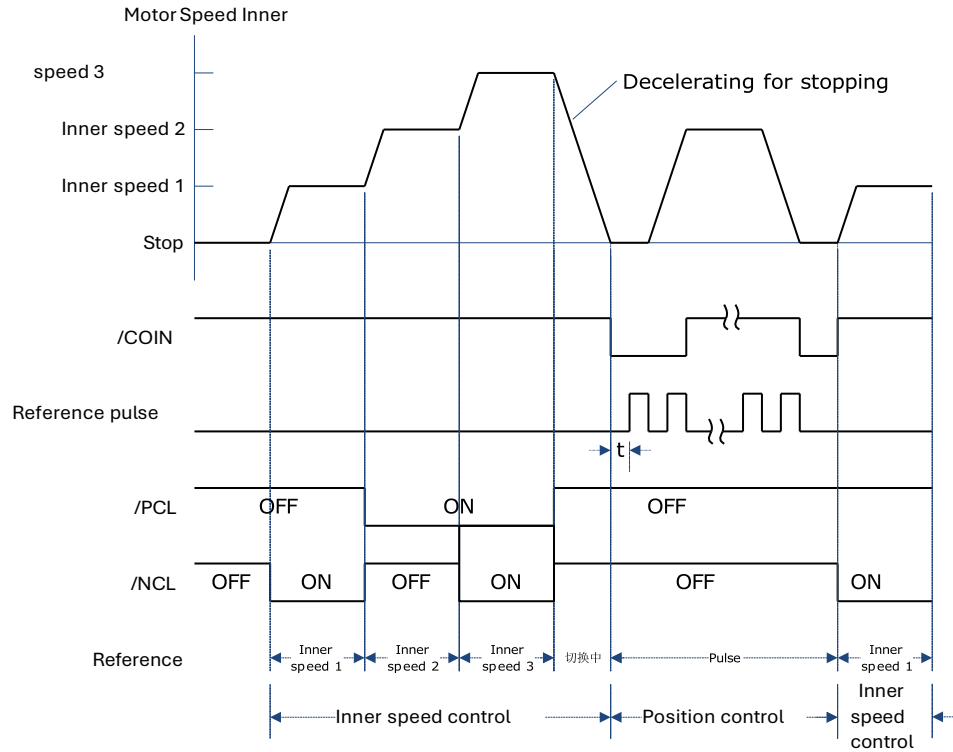 Motor Speed Inner
speed 3
Decelerating for stopping
Inner speed 2
Inner speed 1
Stop
/COIN
Reference pulse
t
/PCL
OFF
ON
OFF
/NCL
OFF
ON
OFF
ON
OFF
ON
Reference
Inner
speed 1
Inner
speed 2
Inner
speed 3
切换中
Pulse
Inner
speed 1
Inner speed control
Position control
Inner
speed
control